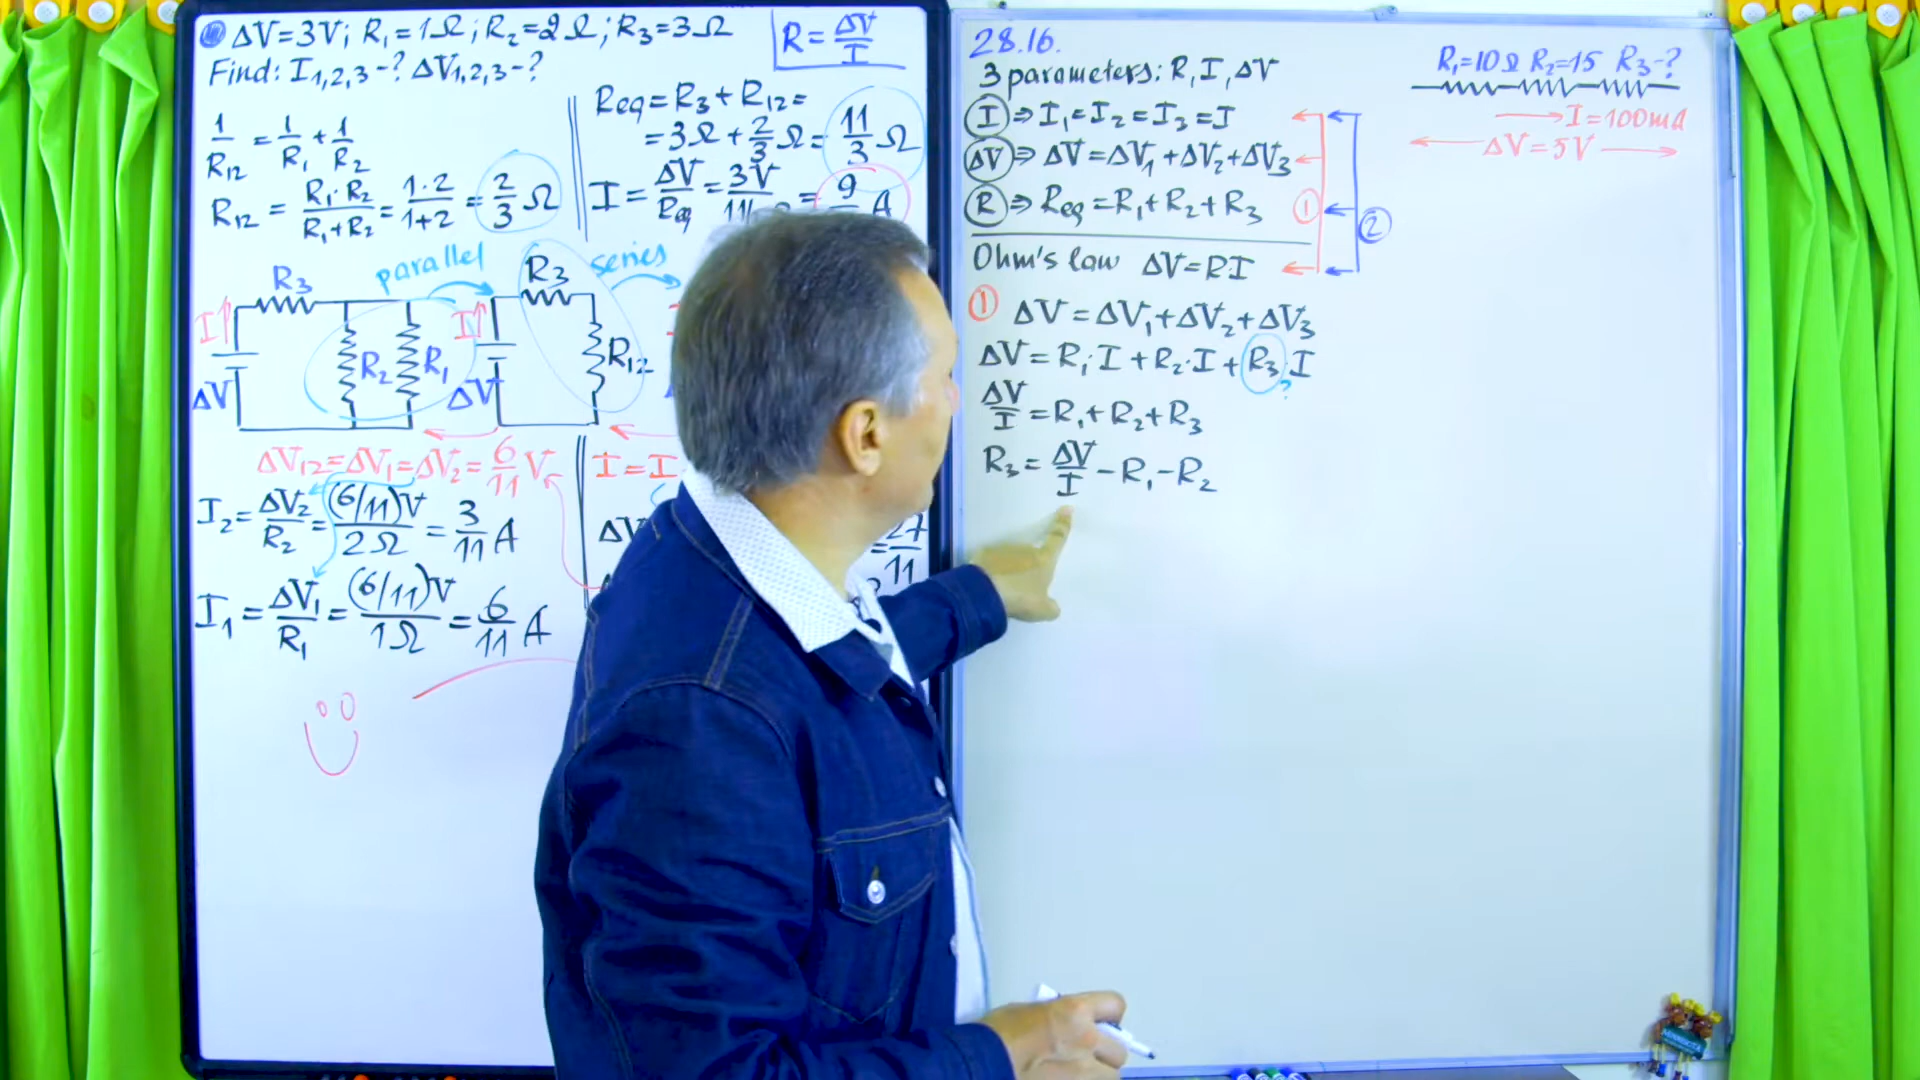 ΔV=3V; R₁=1Ω; R₂=2Ω; R₃=3Ω
Find: I₁,₂,₃-? ΔV₁,₂,₃-?
R=ΔV/I
1/R₁₂ = 1/R₁ + 1/R₂
R₁₂ = R₁·R₂/R₁+R₂ = 1·2/1+2 = 2/3 Ω
Req=R₃+R₁₂=
=3Ω+2/3Ω=11/3 Ω
I=ΔV/Req=3V/11/ = 9/ A
parallel
series
R₃
I
R₂
R₁
ΔV
R₃
I
R₁₂
ΔV
ΔV₁₂=ΔV₁=ΔV₂=6/11 V
I₂=ΔV₂/R₂=(6/11)V/2Ω=3/11 A
I₁=ΔV₁/R₁=(6/11)V/1Ω=6/11 A
I=I
ΔV
=27/11
28.16.
3 parameters: R, I, ΔV
I ⇒ I₁=I₂=I₃=I
ΔV ⇒ ΔV=ΔV₁+ΔV₂+ΔV₃
R ⇒ Req=R₁+R₂+R₃
1
2
Ohm's law ΔV=R·I
1 ΔV=ΔV₁+ΔV₂+ΔV₃
ΔV=R₁·I+R₂·I+R₃·I
?
ΔV/I=R₁+R₂+R₃
R₃=ΔV/I-R₁-R₂
R₁=10Ω R₂=15 R₃-?
I=100mA
ΔV=5V